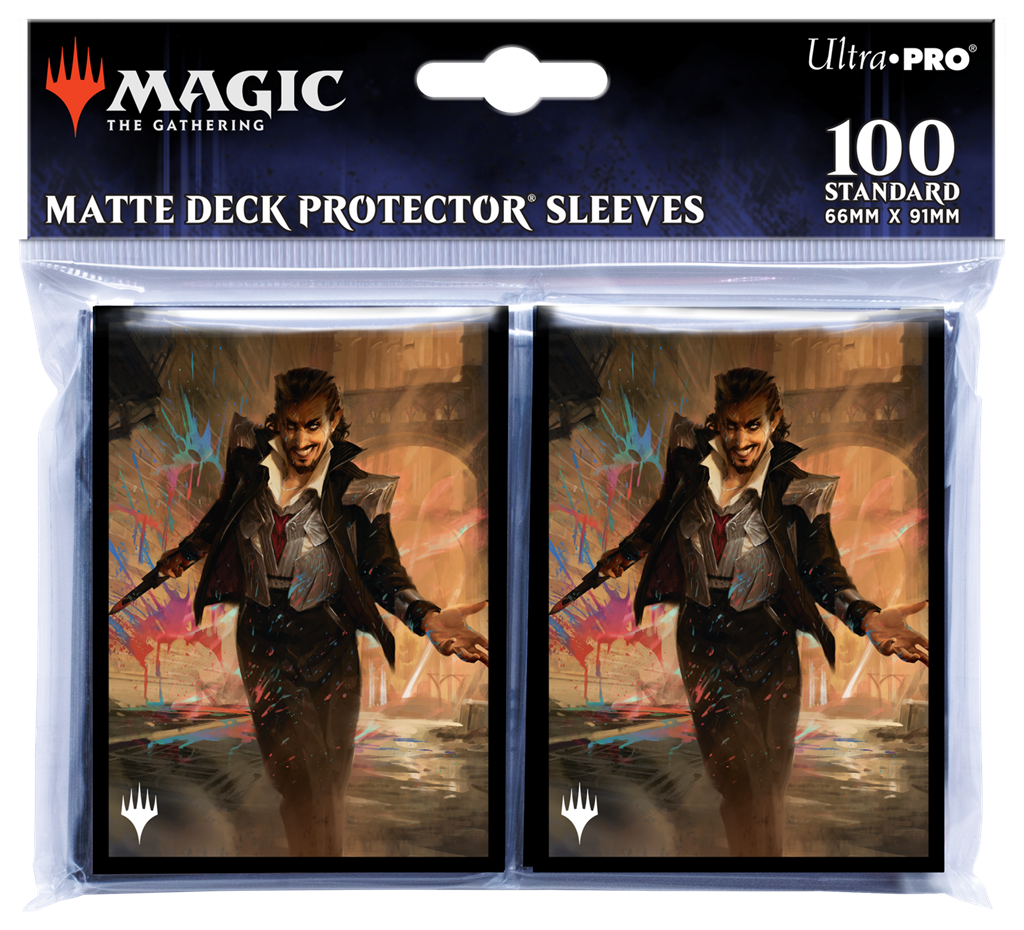 MAGIC
THE GATHERING
Ultra•PRO®
100
STANDARD
66MM X 91MM
MATTE DECK PROTECTOR® SLEEVES